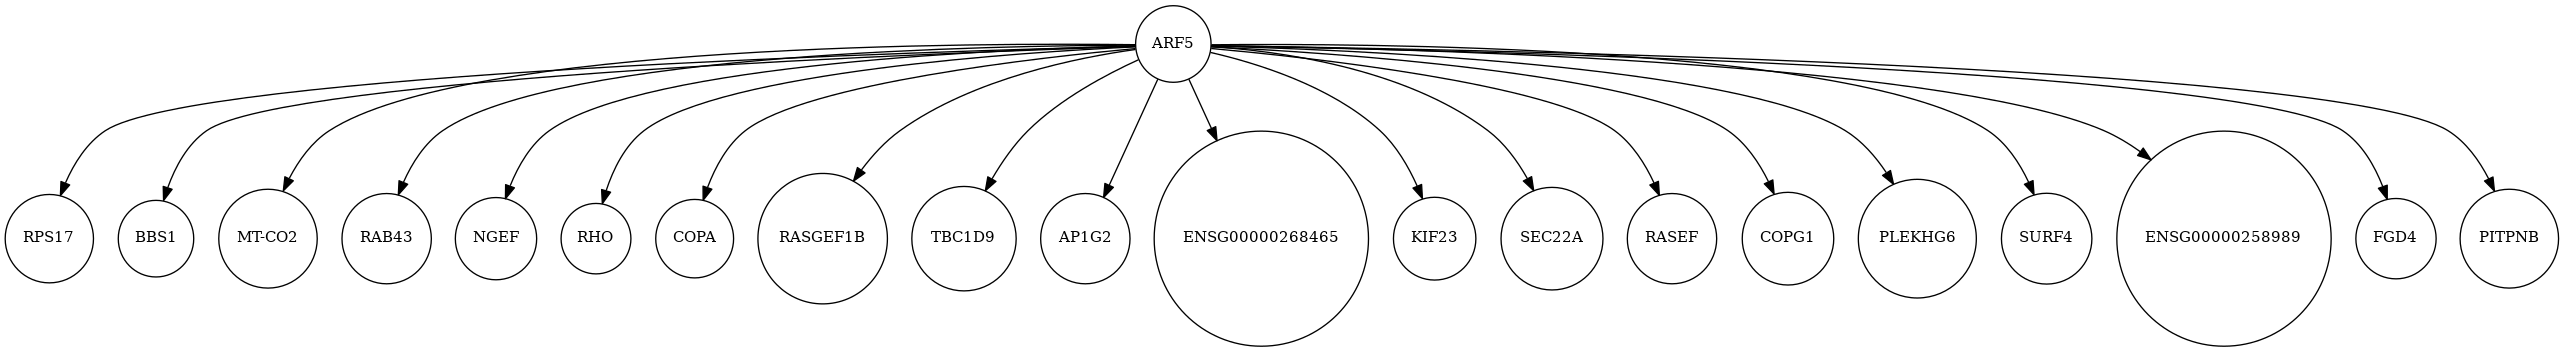 ARF5
RPS17
BBS1
MT-CO2
RAB43
NGEF
RHO
COPA
RASGEF1B
TBC1D9
AP1G2
ENSG00000268465
KIF23
SEC22A
RASEF
COPG1
PLEKHG6
SURF4
ENSG00000258989
FGD4
PITPNB